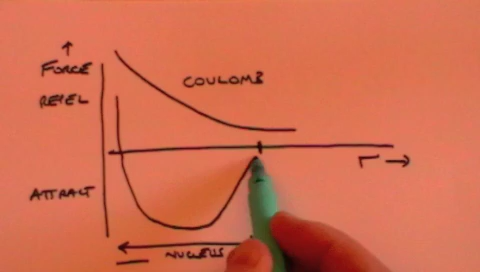 ↑
FORCE
REPEL
COULOMB
r →
ATTRACT
NUCLEUS